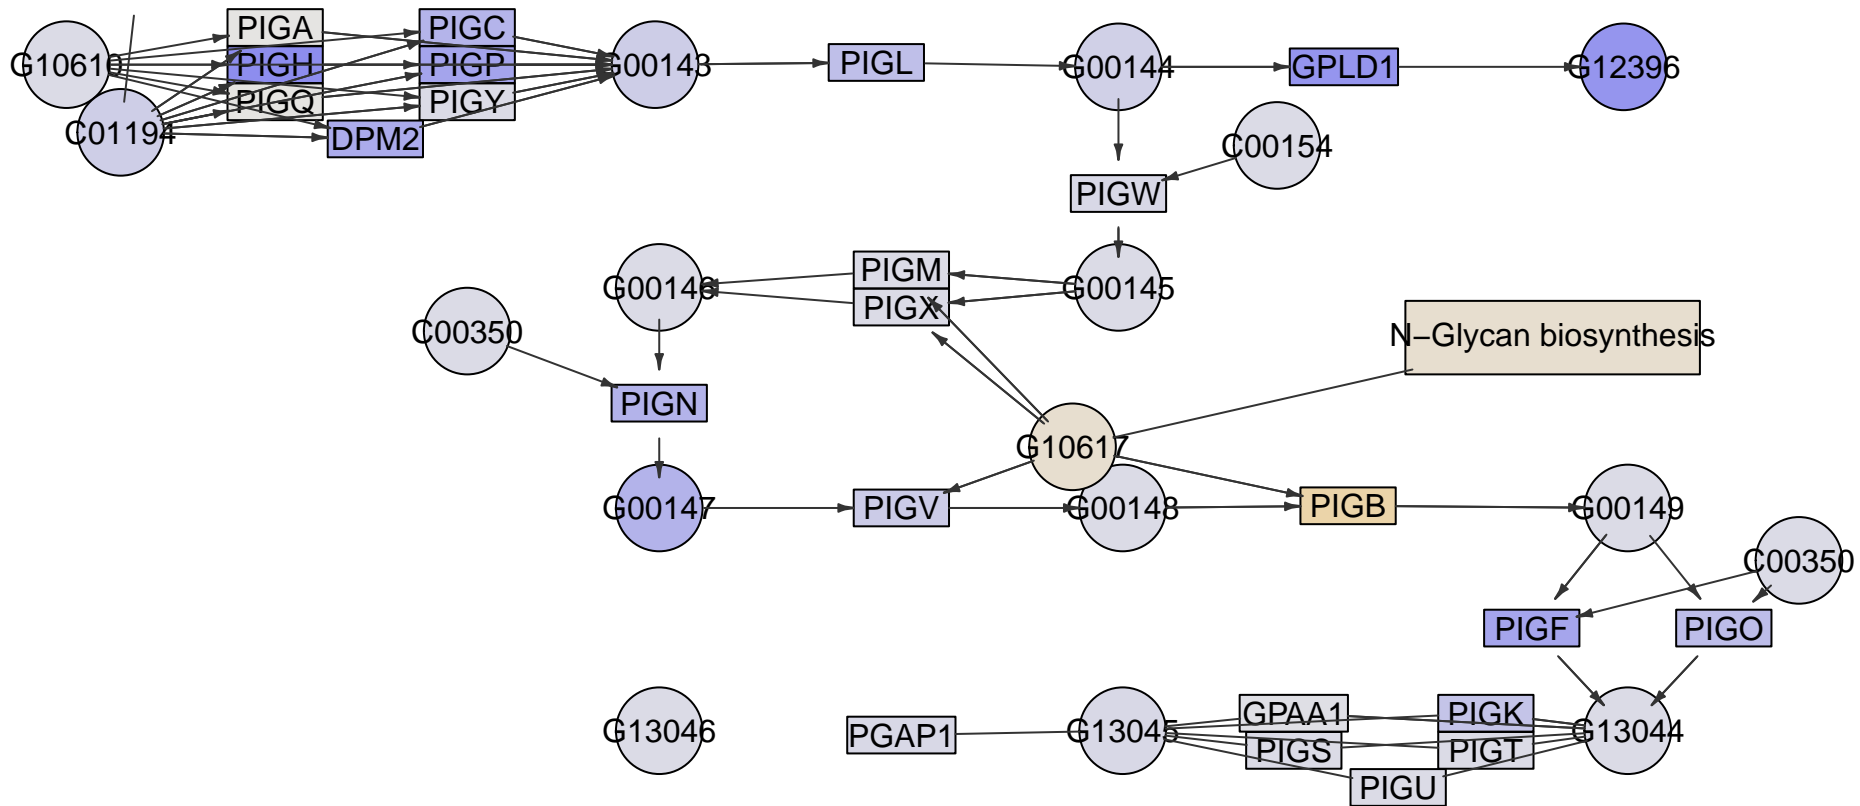 PIGA
PIGC
G10610
PIGH
PIGP
G00143
PIGL
G00144
GPLD1
G12396
PIGQ
PIGY
C01194
DPM2
C00154
PIGW
PIGM
G00146
G00145
PIGX
C00350
N−Glycan biosynthesis
PIGN
G10617
G00147
PIGV
G00148
PIGB
G00149
C00350
PIGF
PIGO
GPAA1
PIGK
G13046
PGAP1
G13045
G13044
PIGS
PIGT
PIGU